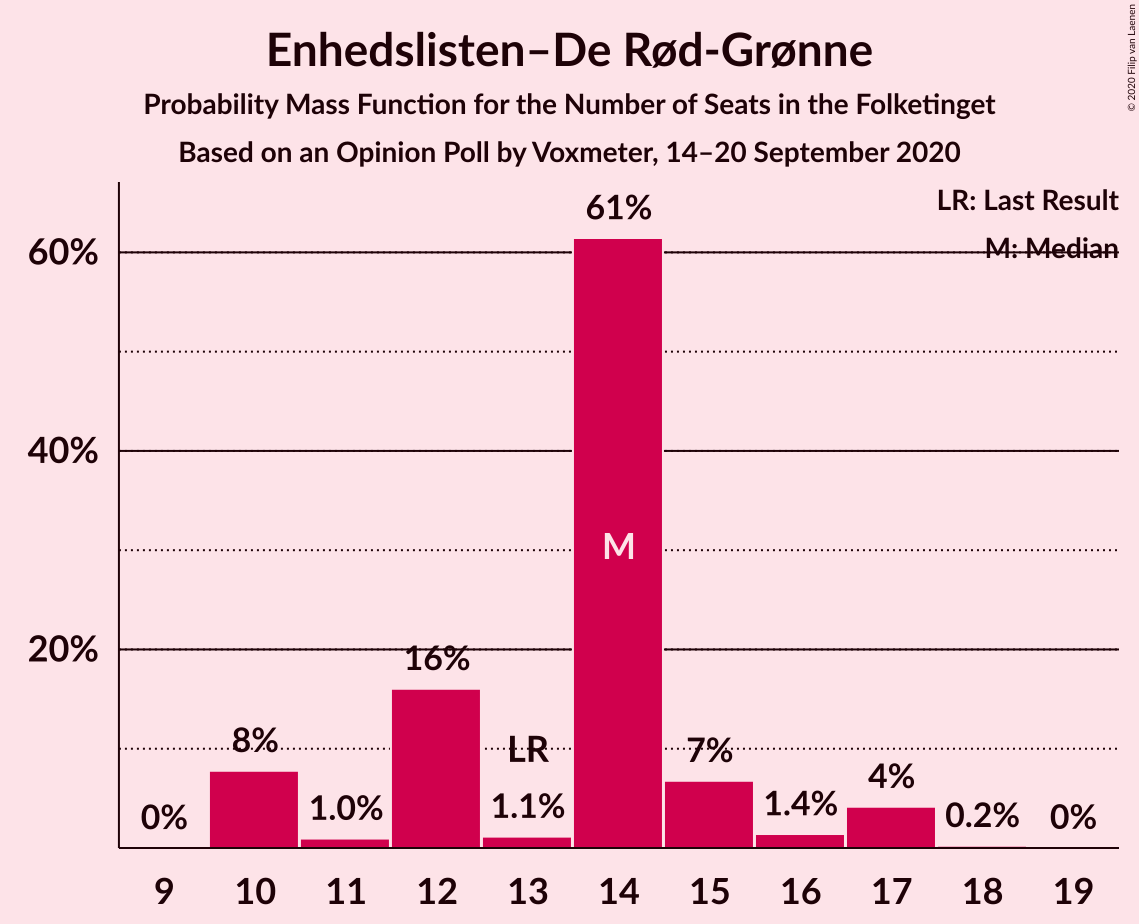 Enhedslisten–De Rød-Grønne
Probability Mass Function for the Number of Seats in the Folketinget
Based on an Opinion Poll by Voxmeter, 14–20 September 2020
© 2020 Filip van Laenen
LR: Last Result
M: Median
60%
40%
20%
0%
8%
1.0%
16%
LR
1.1%
61%
M
7%
1.4%
4%
0.2%
0%
9 10 11 12 13 14 15 16 17 18 19